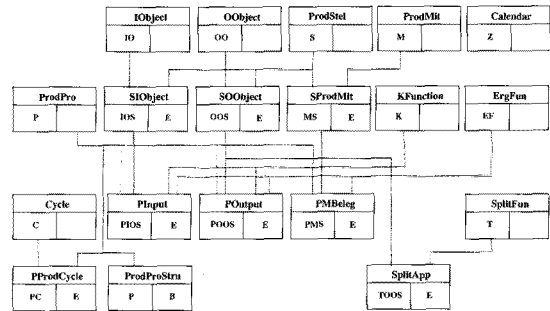 IObject OObject ProdStel ProdMit Calendar
IO OO S M Z
ProdPro SIObject SOObject SProdMit KFunction ErgFun
P IOS E OOS E MS E K EF
Cycle PInput POutput PMBeleg SplitFun
C PIOS E POOS E PMS E T
PProdCycle ProdProStru SplitApp
PC E P B TOOS E